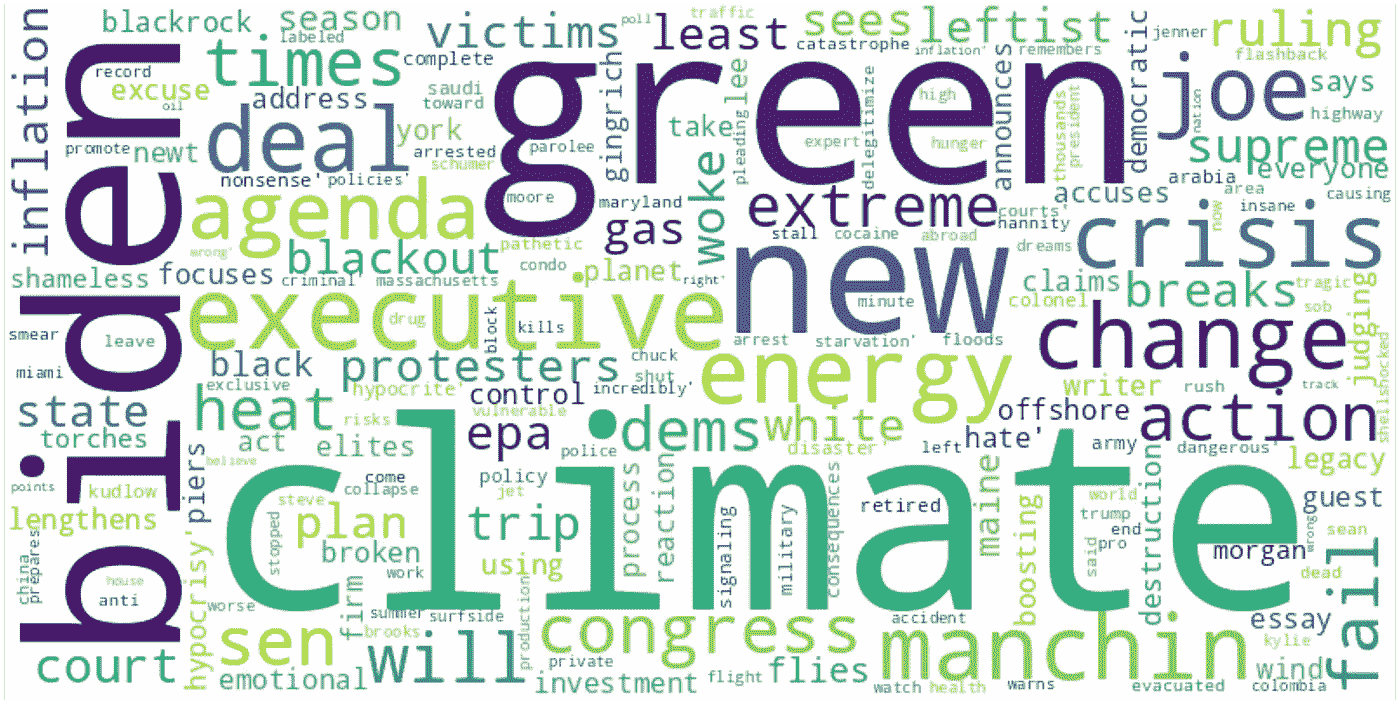 blackrock
season
victims
least
sees
leftist
jenner
ruling
poll
traffic
labeled
complete
catastrophe
inflation'
remembers
flashback
inflation
biden
record
excuse
oil
times
address
saudi
toward
green
announces
democratic
joe
says
highway
promote
newt
deal
york
arrested
schumer
parolee
gingrich
take
lee
pleading
expert
delegitimize
high
hunger
thousands
president
nation
supreme
everyone
nonsense'
policies'
moore
maryland
woke
extreme
accuses
arabia
area
insane
causing
agenda
wrong'
pathetic
gas
stall
cocaine
abroad
courts'
hannity
dreams
crisis
now
shameless
focuses
blackout
criminal'
massachusetts
condo
planet
right'
new
minute
claims
colonel
breaks
tragic
sob
judging
executive
drug
block
kills
smear
leave
arrest
starvation'
floods
change
shellshocked
miami
black
exclusive
protesters
hypocrite'
chuck
shut
incredibly'
energy
writer
rush
track
state
torches
heat
risks
control
vulnerable
epa
dems
white
disaster
offshore
hate'
left
army
action
dangerous
legacy
act
elites
believe
police
points
kudlow
piers
come
collapse
policy
jet
climate
lengthens
hypocrisy'
steve
plan
stopped
broken
work
trip
using
process
reaction
signaling
military
consequences
retired
maine
boosting
world
trump
end
pro
said
destruction
morgan
guest
wrong
sean
dead
fail
china
prepares
house
anti
worse
summer
surfside
production
accident
court
sen
emotional
firm
brooks
will
congress
investment
private
flight
flies
manchin
watch
health
warns
evacuated
essay
kylie
wind
colombia